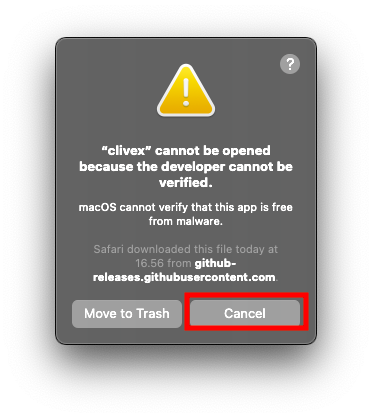 ?
“clivex” cannot be opened
because the developer cannot be
verified.
macOS cannot verify that this app is free
from malware.
Safari downloaded this file today at
16.56 from github-
releases.githubusercontent.com
Move to Trash
Cancel